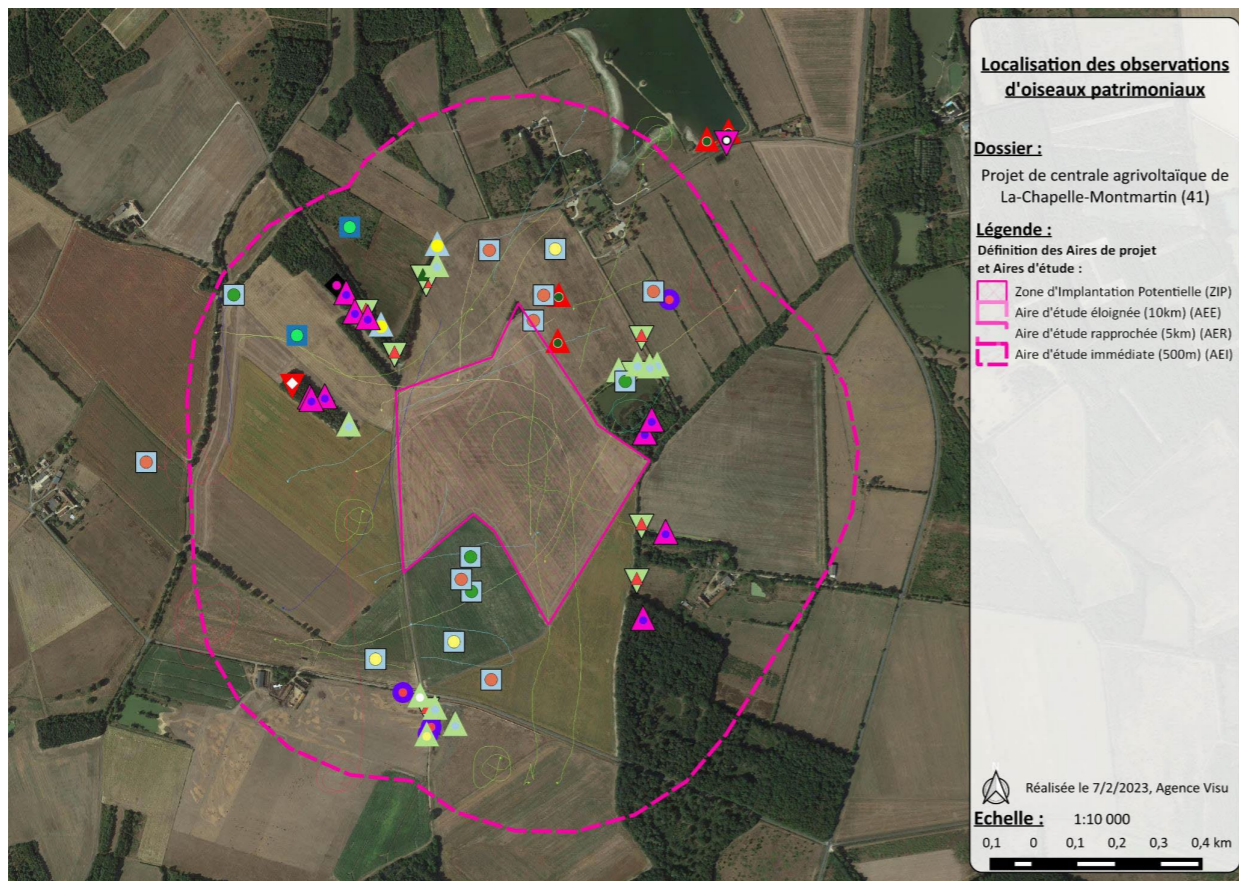 Localisation des observations
d'oiseaux patrimoniaux
Dossier :
Projet de centrale agrivoltaïque de
La-Chapelle-Montmartin (41)
Légende :
Définition des Aires de projet
et Aires d'étude :
Zone d'Implantation Potentielle (ZIP)
Aire d'étude éloignée (10km) (AEE)
Aire d'étude rapprochée (5km) (AER)
Aire d'étude immédiate (500m) (AEI)
Réalisée le 7/2/2023, Agence Visu
Echelle : 1:10 000
0,1 0 0,1 0,2 0,3 0,4 km